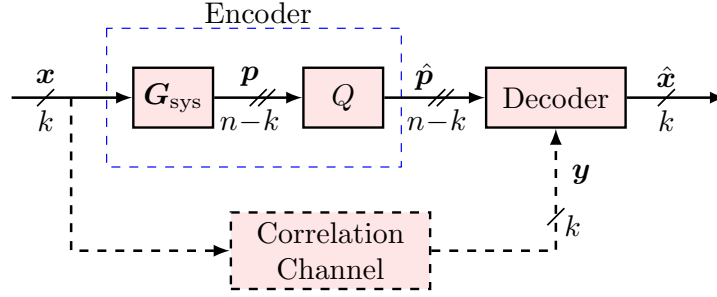 Encoder
x
k
G_sys
p
n−k
Q
p̂
n−k
Decoder
x̂
k
y
k
Correlation
Channel